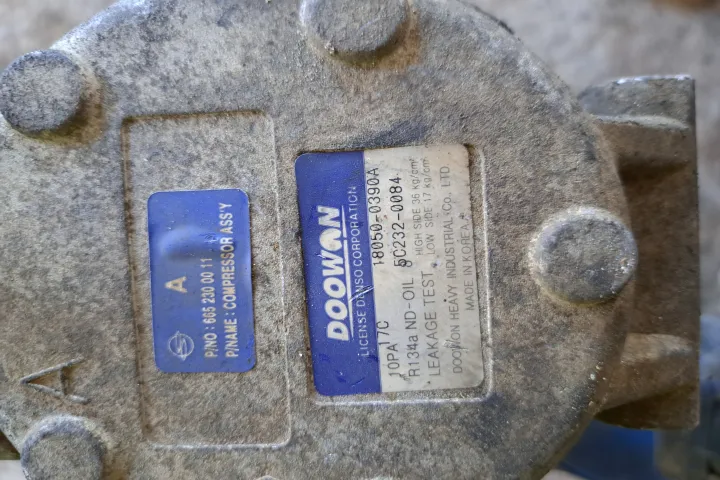 A
P/NO : 665 230 00 11
P/NAME : COMPRESSOR ASS'Y
DOOWON
LICENSE DENSO CORPORATION
10PA17C 18050-0390A
R134a ND-OIL 8 5C232-0084
LEAKAGE TEST HIGH SIDE 36 kg/cm²
LOW SIDE 17 kg/cm²
DOOWON HEAVY INDUSTRIAL CO., LTD
MADE IN KOREA
A